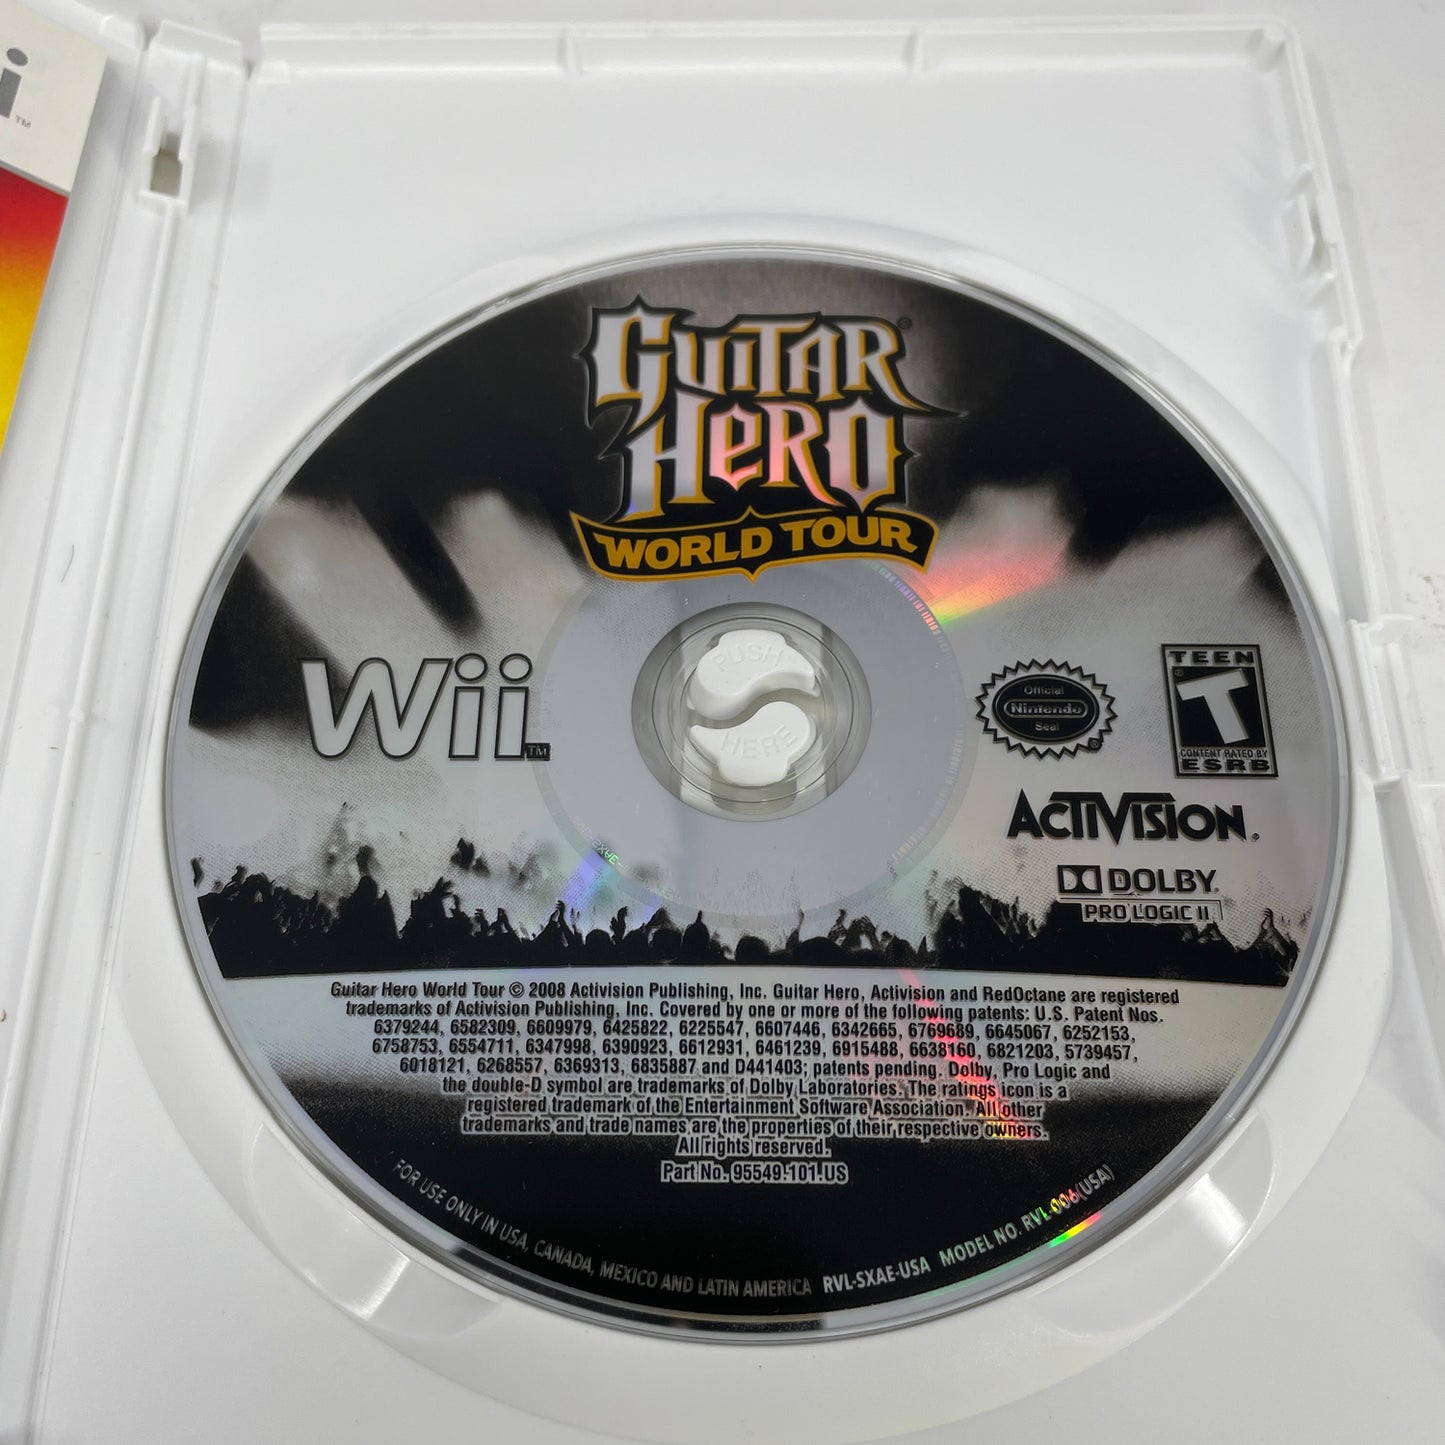 i™
GUITAR
HERO®
WORLD TOUR
PUSH
HERE
Wii™
Official
Nintendo
Seal®
TEEN
T®
CONTENT RATED BY
ESRB
ACTIVISION®
DOLBY®
PRO LOGIC II
Guitar Hero World Tour © 2008 Activision Publishing, Inc. Guitar Hero, Activision and RedOctane are registered
trademarks of Activision Publishing, Inc. Covered by one or more of the following patents: U.S. Patent Nos.
6379244, 6582309, 6609979, 6425822, 6225547, 6607446, 6342665, 6769689, 6645067, 6252153,
6758753, 6554711, 6347998, 6390923, 6612931, 6461239, 6915488, 6638160, 6821203, 5739457,
6018121, 6268557, 6369313, 6835887 and D441403; patents pending. Dolby, Pro Logic and
the double-D symbol are trademarks of Dolby Laboratories. The ratings icon is a
registered trademark of the Entertainment Software Association. All other
trademarks and trade names are the properties of their respective owners.
All rights reserved.
Part No. 95549.101.US
FOR USE ONLY IN USA, CANADA, MEXICO AND LATIN AMERICA RVL-SXAE-USA MODEL NO. RVL-006(USA)